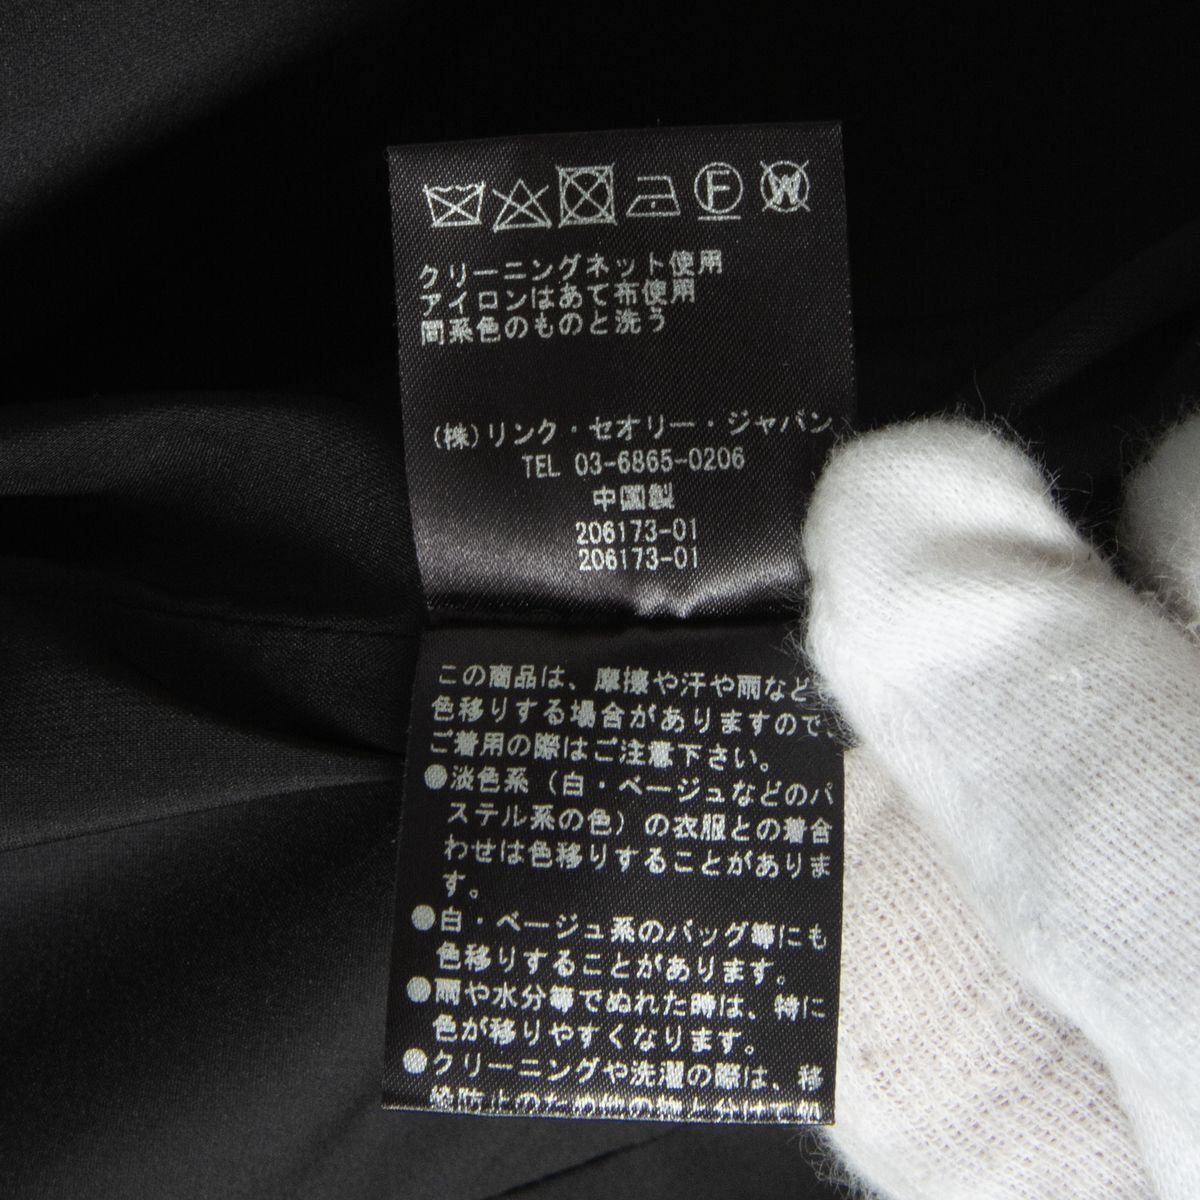 F W
クリーニングネット使用
アイロンはあて布使用
同系色のものと洗う
(株)リンク・セオリー・ジャパン
TEL 03-6865-0206
中国製
206173-01
206173-01
この商品は、摩擦や汗や雨など
色移りする場合がありますので、
ご着用の際はご注意下さい。
●淡色系(白・ベージュなどのパ
ステル系の色)の衣服との着合
わせは色移りすることがありま
す。
●白・ベージュ系のバッグ等にも
色移りすることがあります。
●雨や水分等でぬれた時は、特に
色が移りやすくなります。
●クリーニングや洗濯の際は、移